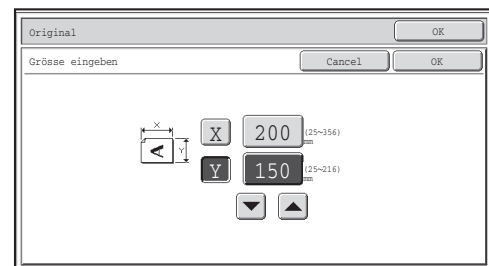 Original OK
Grösse eingeben Cancel OK
X
A Y
X 200 (25~356)
mm
Y 150 (25~216)
mm